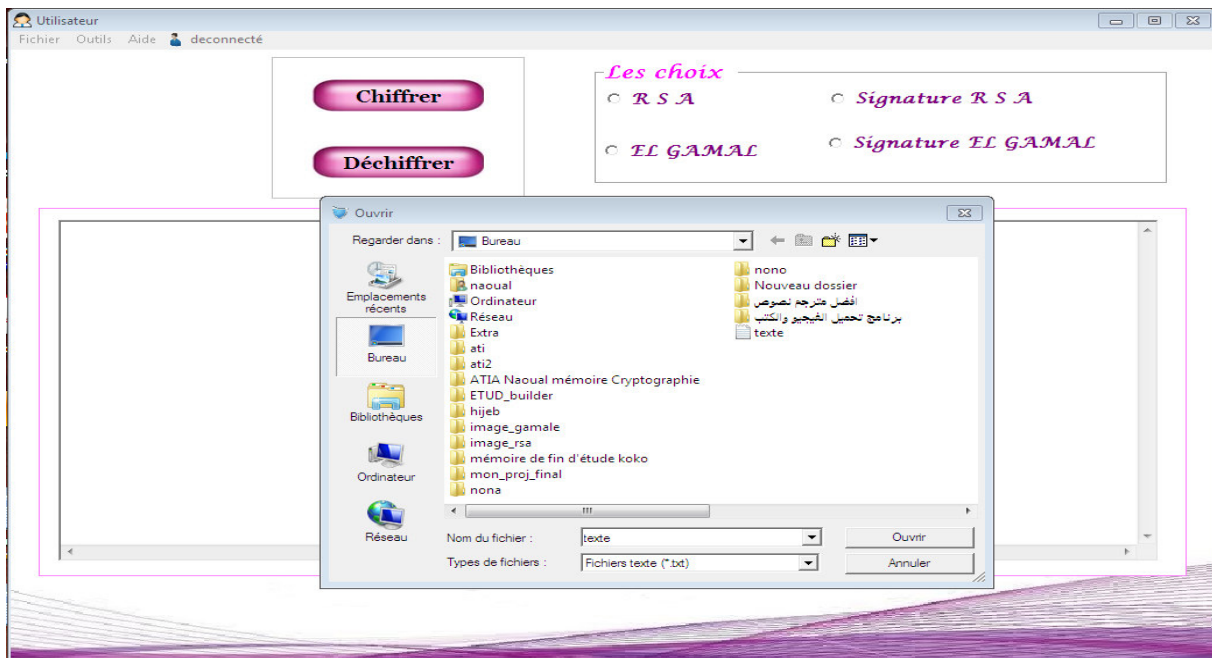 Utilisateur
Fichier Outils Aide deconnecté
Chiffrer
Déchiffrer
Les choix
R S A
Signature R S A
EL GAMAL
Signature EL GAMAL
Ouvrir
Regarder dans :
Bureau
Emplacements
récents
Bureau
Bibliothèques
Ordinateur
Réseau
Bibliothèques
naoual
Ordinateur
Réseau
Extra
ati
ati2
ATIA Naoual mémoire Cryptographie
ETUD_builder
hijeb
image_gamale
image_rsa
mémoire de fin d'étude koko
mon_proj_final
nona
nono
Nouveau dossier
افضل مترجم نصوص
برنامج تحميل الفيجيو والكتب
texte
Nom du fichier :
texte
Ouvrir
Types de fichiers :
Fichiers texte (*.txt)
Annuler